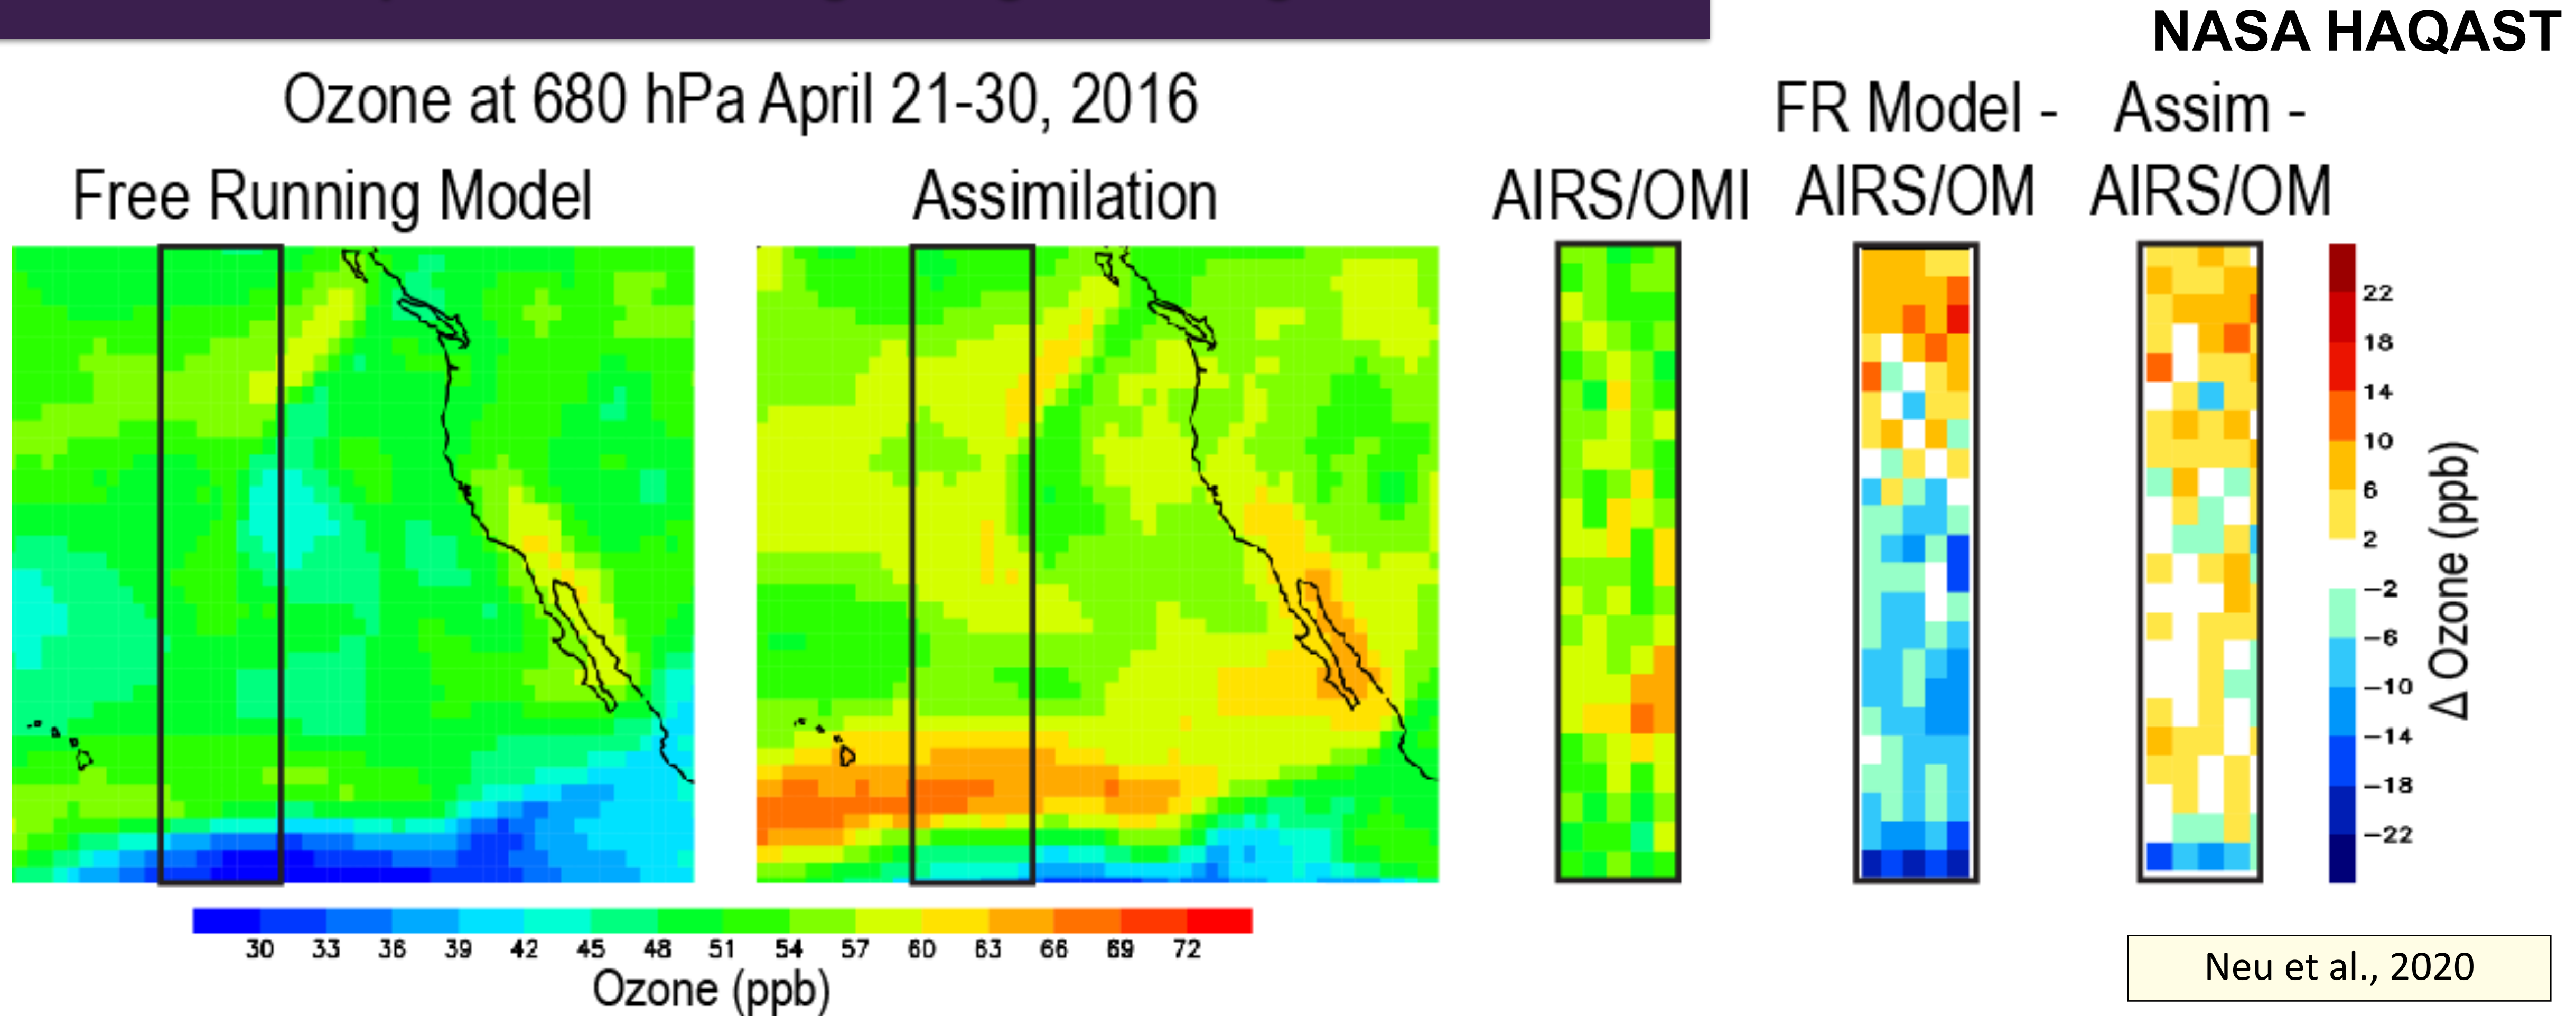 NASA HAQAST
Ozone at 680 hPa April 21-30, 2016
Free Running Model
Assimilation
AIRS/OMI
FR Model -
AIRS/OM
Assim -
AIRS/OM
22
18
14
10
6
2
−2
−6
−10
−14
−18
−22
Δ Ozone (ppb)
30 33 36 39 42 45 48 51 54 57 60 63 66 69 72
Ozone (ppb)
Neu et al., 2020